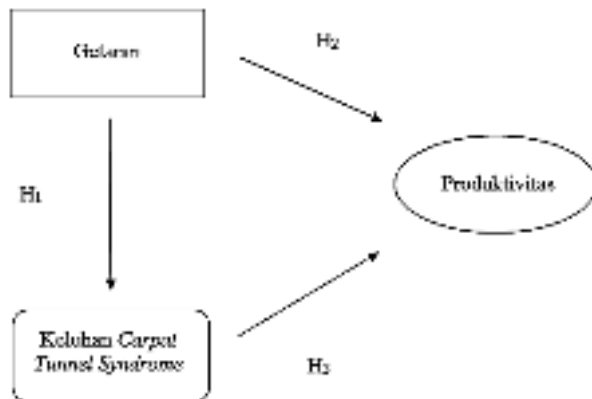 Getaran
H2
H1
Produktivitas
Keluhan Carpal
Tunnel Syndrome
H3